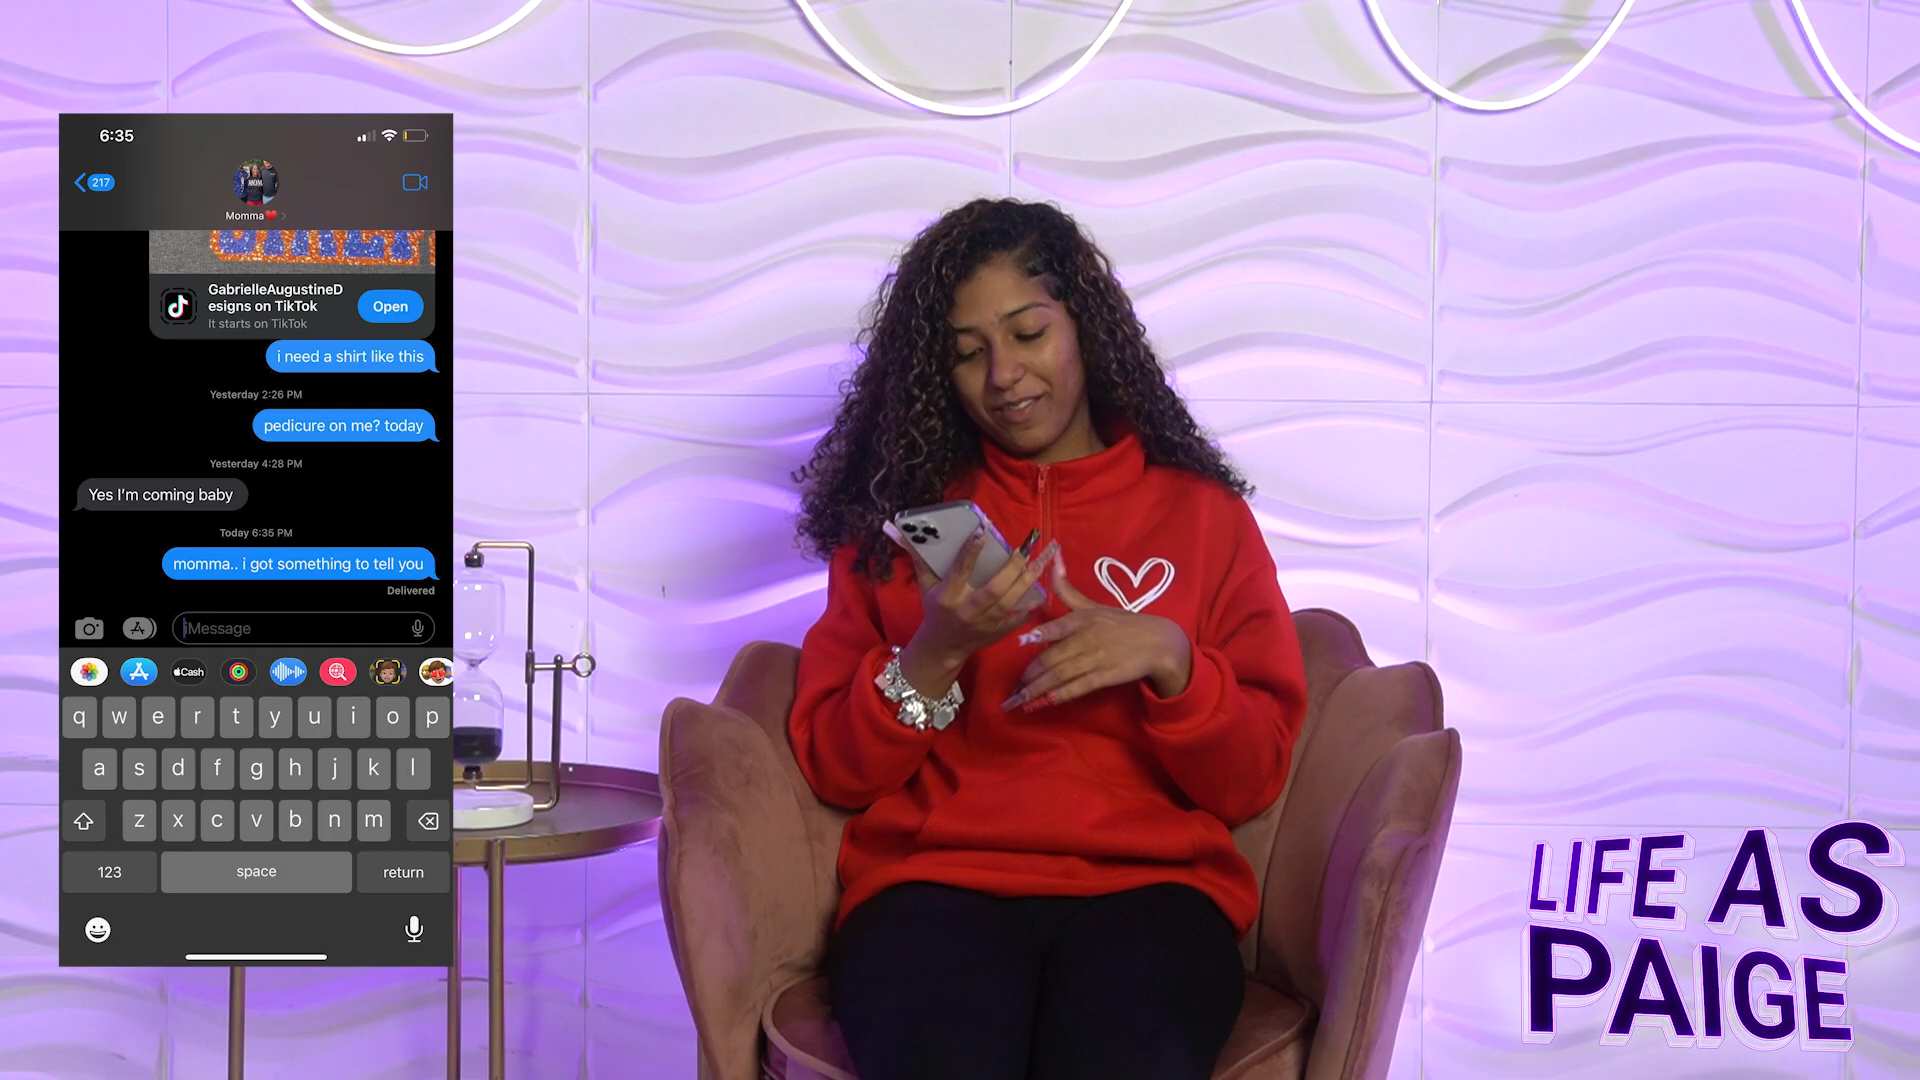 6:35
217
MOM
Momma❤️ >
GabrielleAugustineD
esigns on TikTok
It starts on TikTok
Open
i need a shirt like this
Yesterday 2:26 PM
pedicure on me? today
Yesterday 4:28 PM
Yes I'm coming baby
Today 6:35 PM
momma.. i got something to tell you
Delivered
iMessage
Cash
q w e r t y u i o p
a s d f g h j k l
z x c v b n m
123 space return
LIFE AS
PAIGE